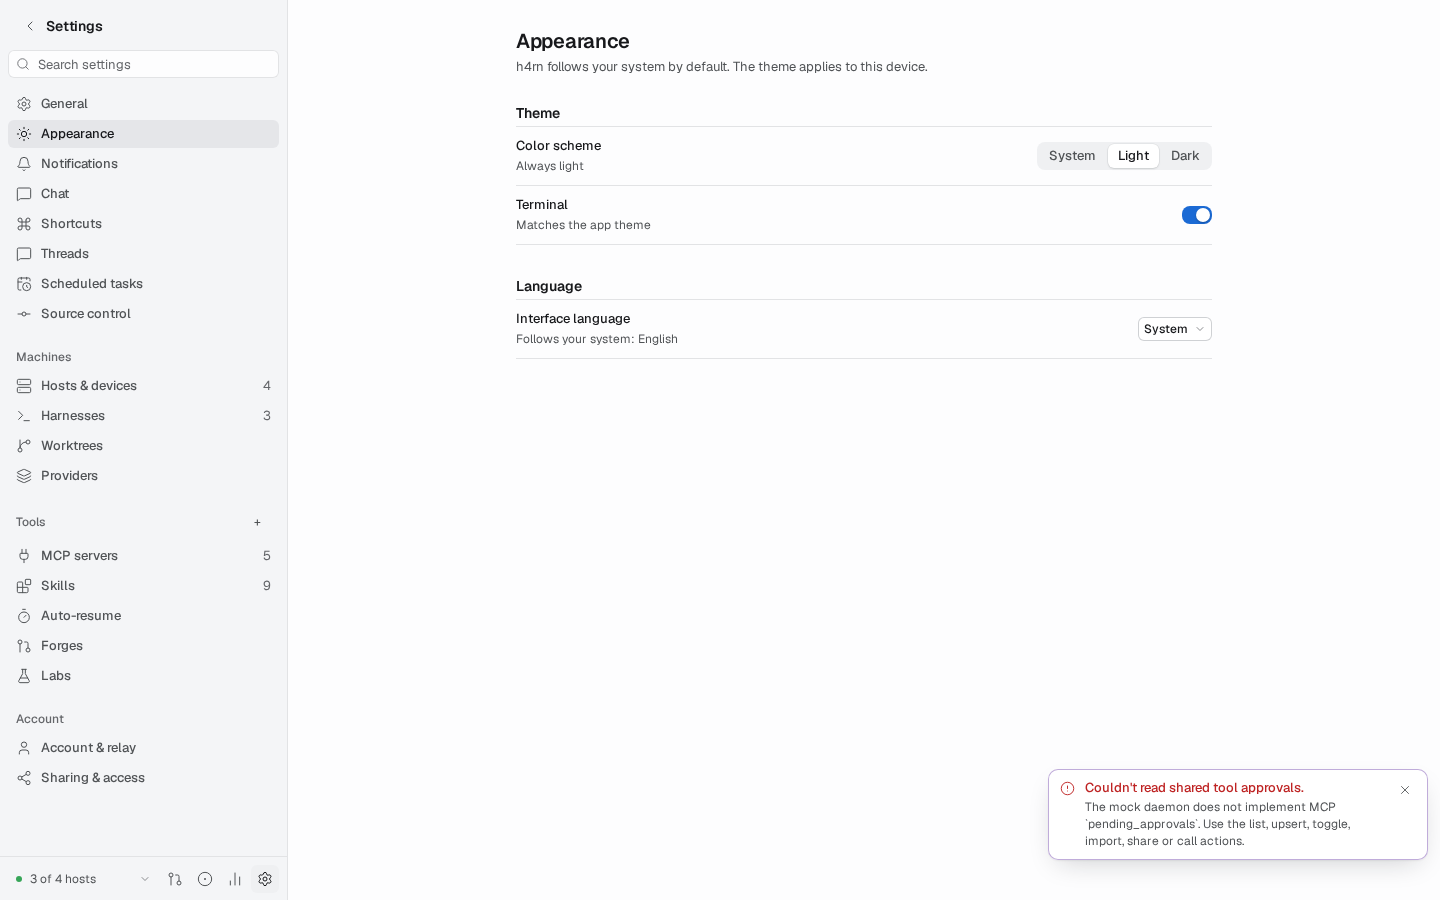 Settings
Search settings
General
Appearance
Notifications
Chat
Shortcuts
Threads
Scheduled tasks
Source control
Machines
Hosts & devices 4
Harnesses 3
Worktrees
Providers
Tools +
MCP servers 5
Skills 9
Auto-resume
Forges
Labs
Account
Account & relay
Sharing & access
3 of 4 hosts
Appearance
h4rn follows your system by default. The theme applies to this device.
Theme
Color scheme
Always light
System Light Dark
Terminal
Matches the app theme
Language
Interface language
Follows your system: English
System
Couldn't read shared tool approvals.
The mock daemon does not implement MCP
`pending_approvals`. Use the list, upsert, toggle,
import, share or call actions.